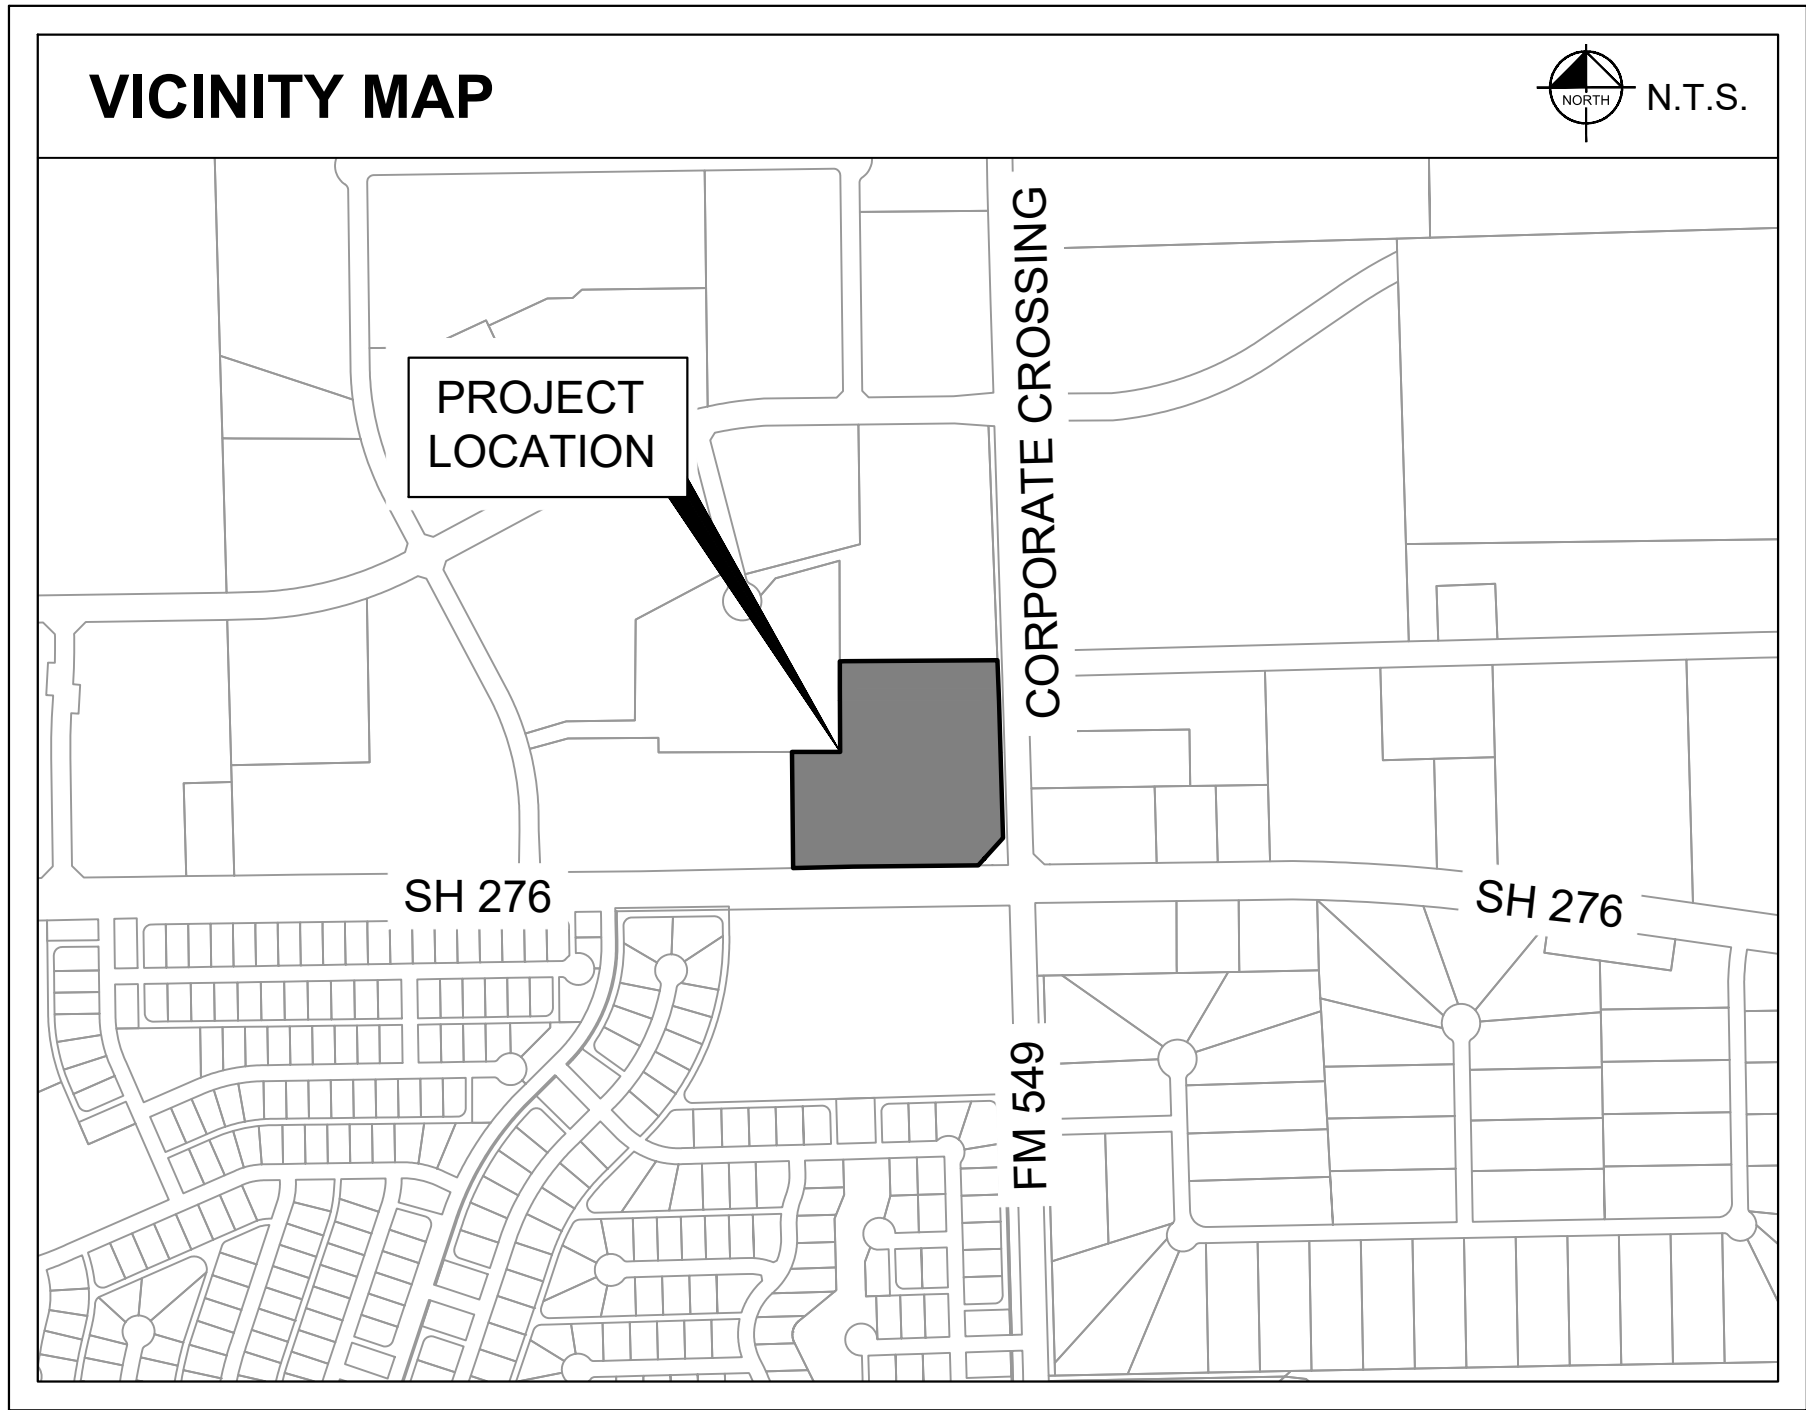 VICINITY MAP
NORTH
N.T.S.
CORPORATE CROSSING
PROJECT
LOCATION
SH 276
SH 276
FM 549